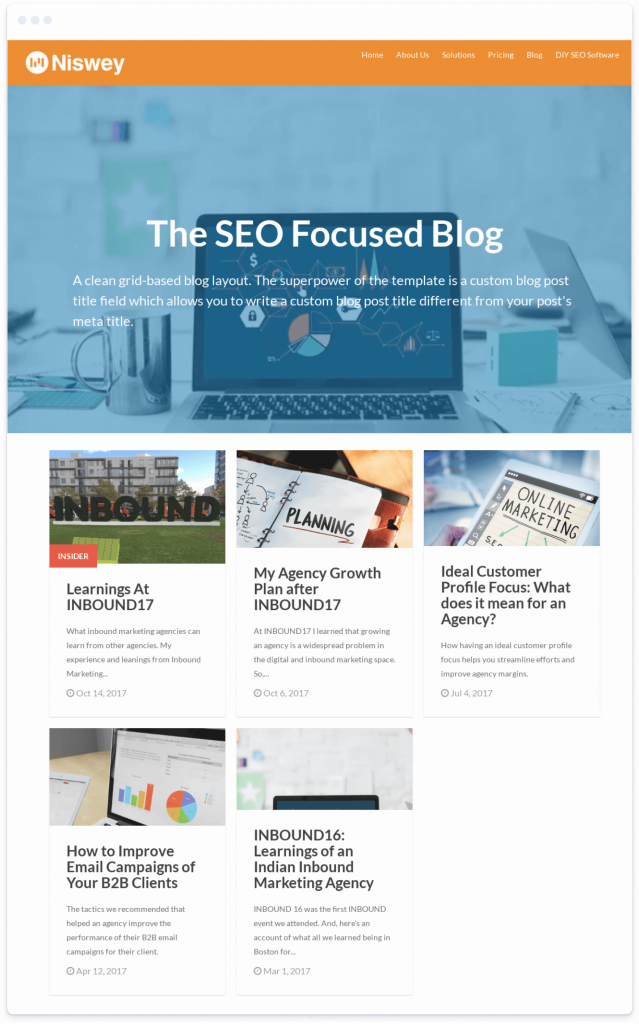 Niswey
Home About Us Solutions Pricing Blog DIY SEO Software
The SEO Focused Blog
A clean grid-based blog layout. The superpower of the template is a custom blog post
title field which allows you to write a custom blog post title different from your post's
meta title.
INBOUND
INSIDER
Learnings At
INBOUND17
What inbound marketing agencies can
learn from other agencies. My
experience and leanings from Inbound
Marketing...
Oct 14, 2017
PLANNING
My Agency Growth
Plan after
INBOUND17
At INBOUND17 I learned that growing
an agency is a widespread problem in
the digital and inbound marketing space.
So,...
Oct 6, 2017
ONLINE
MARKETING
Ideal Customer
Profile Focus: What
does it mean for an
Agency?
How having an ideal customer profile
focus helps you streamline efforts and
improve agency margins.
Jul 4, 2017
How to Improve
Email Campaigns of
Your B2B Clients
The tactics we recommended that
helped an agency improve the
performance of their B2B email
campaigns for their client.
Apr 12, 2017
INBOUND16:
Learnings of an
Indian Inbound
Marketing Agency
INBOUND 16 was the first INBOUND
event we attended. And, here's an
account of what all we learned being in
Boston for...
Mar 1, 2017